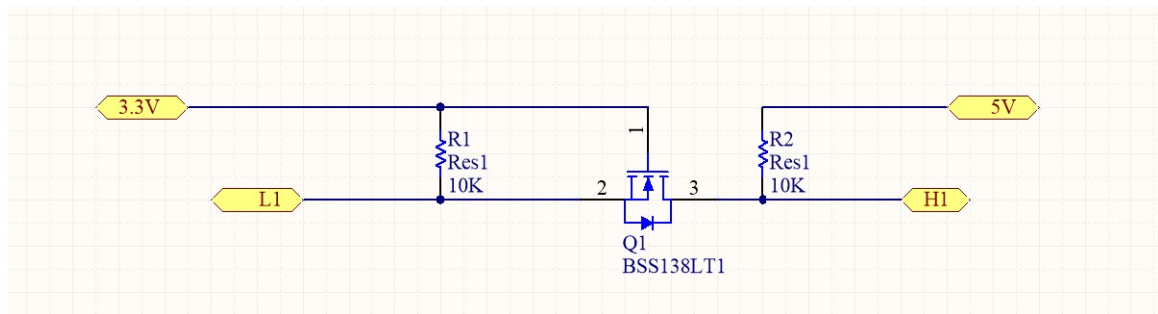 3.3V
5V
1
R1
Res1
10K
R2
Res1
10K
L1
2
3
H1
Q1
BSS138LT1